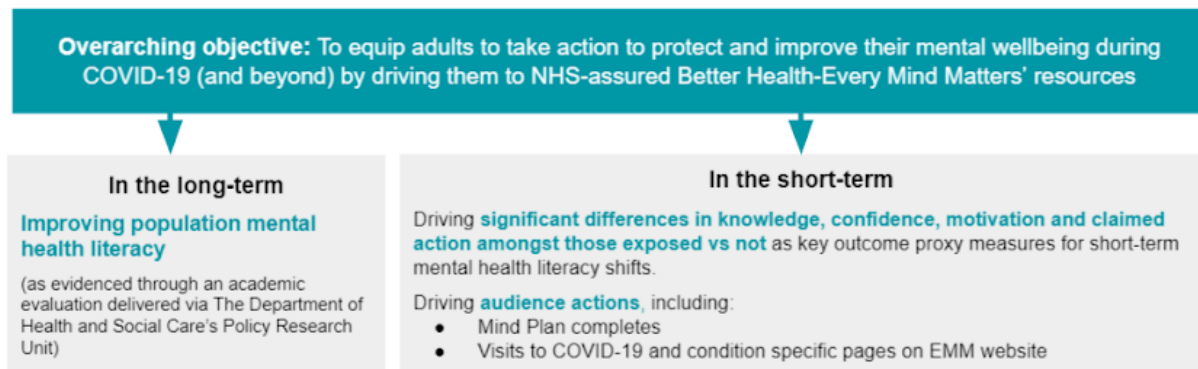 Overarching objective: To equip adults to take action to protect and improve their mental wellbeing during
COVID-19 (and beyond) by driving them to NHS-assured Better Health-Every Mind Matters' resources
In the long-term
Improving population mental
health literacy
(as evidenced through an academic
evaluation delivered via The Department of
Health and Social Care's Policy Research
Unit)
In the short-term
Driving significant differences in knowledge, confidence, motivation and claimed
action amongst those exposed vs not as key outcome proxy measures for short-term
mental health literacy shifts.
Driving audience actions, including:
● Mind Plan completes
● Visits to COVID-19 and condition specific pages on EMM website